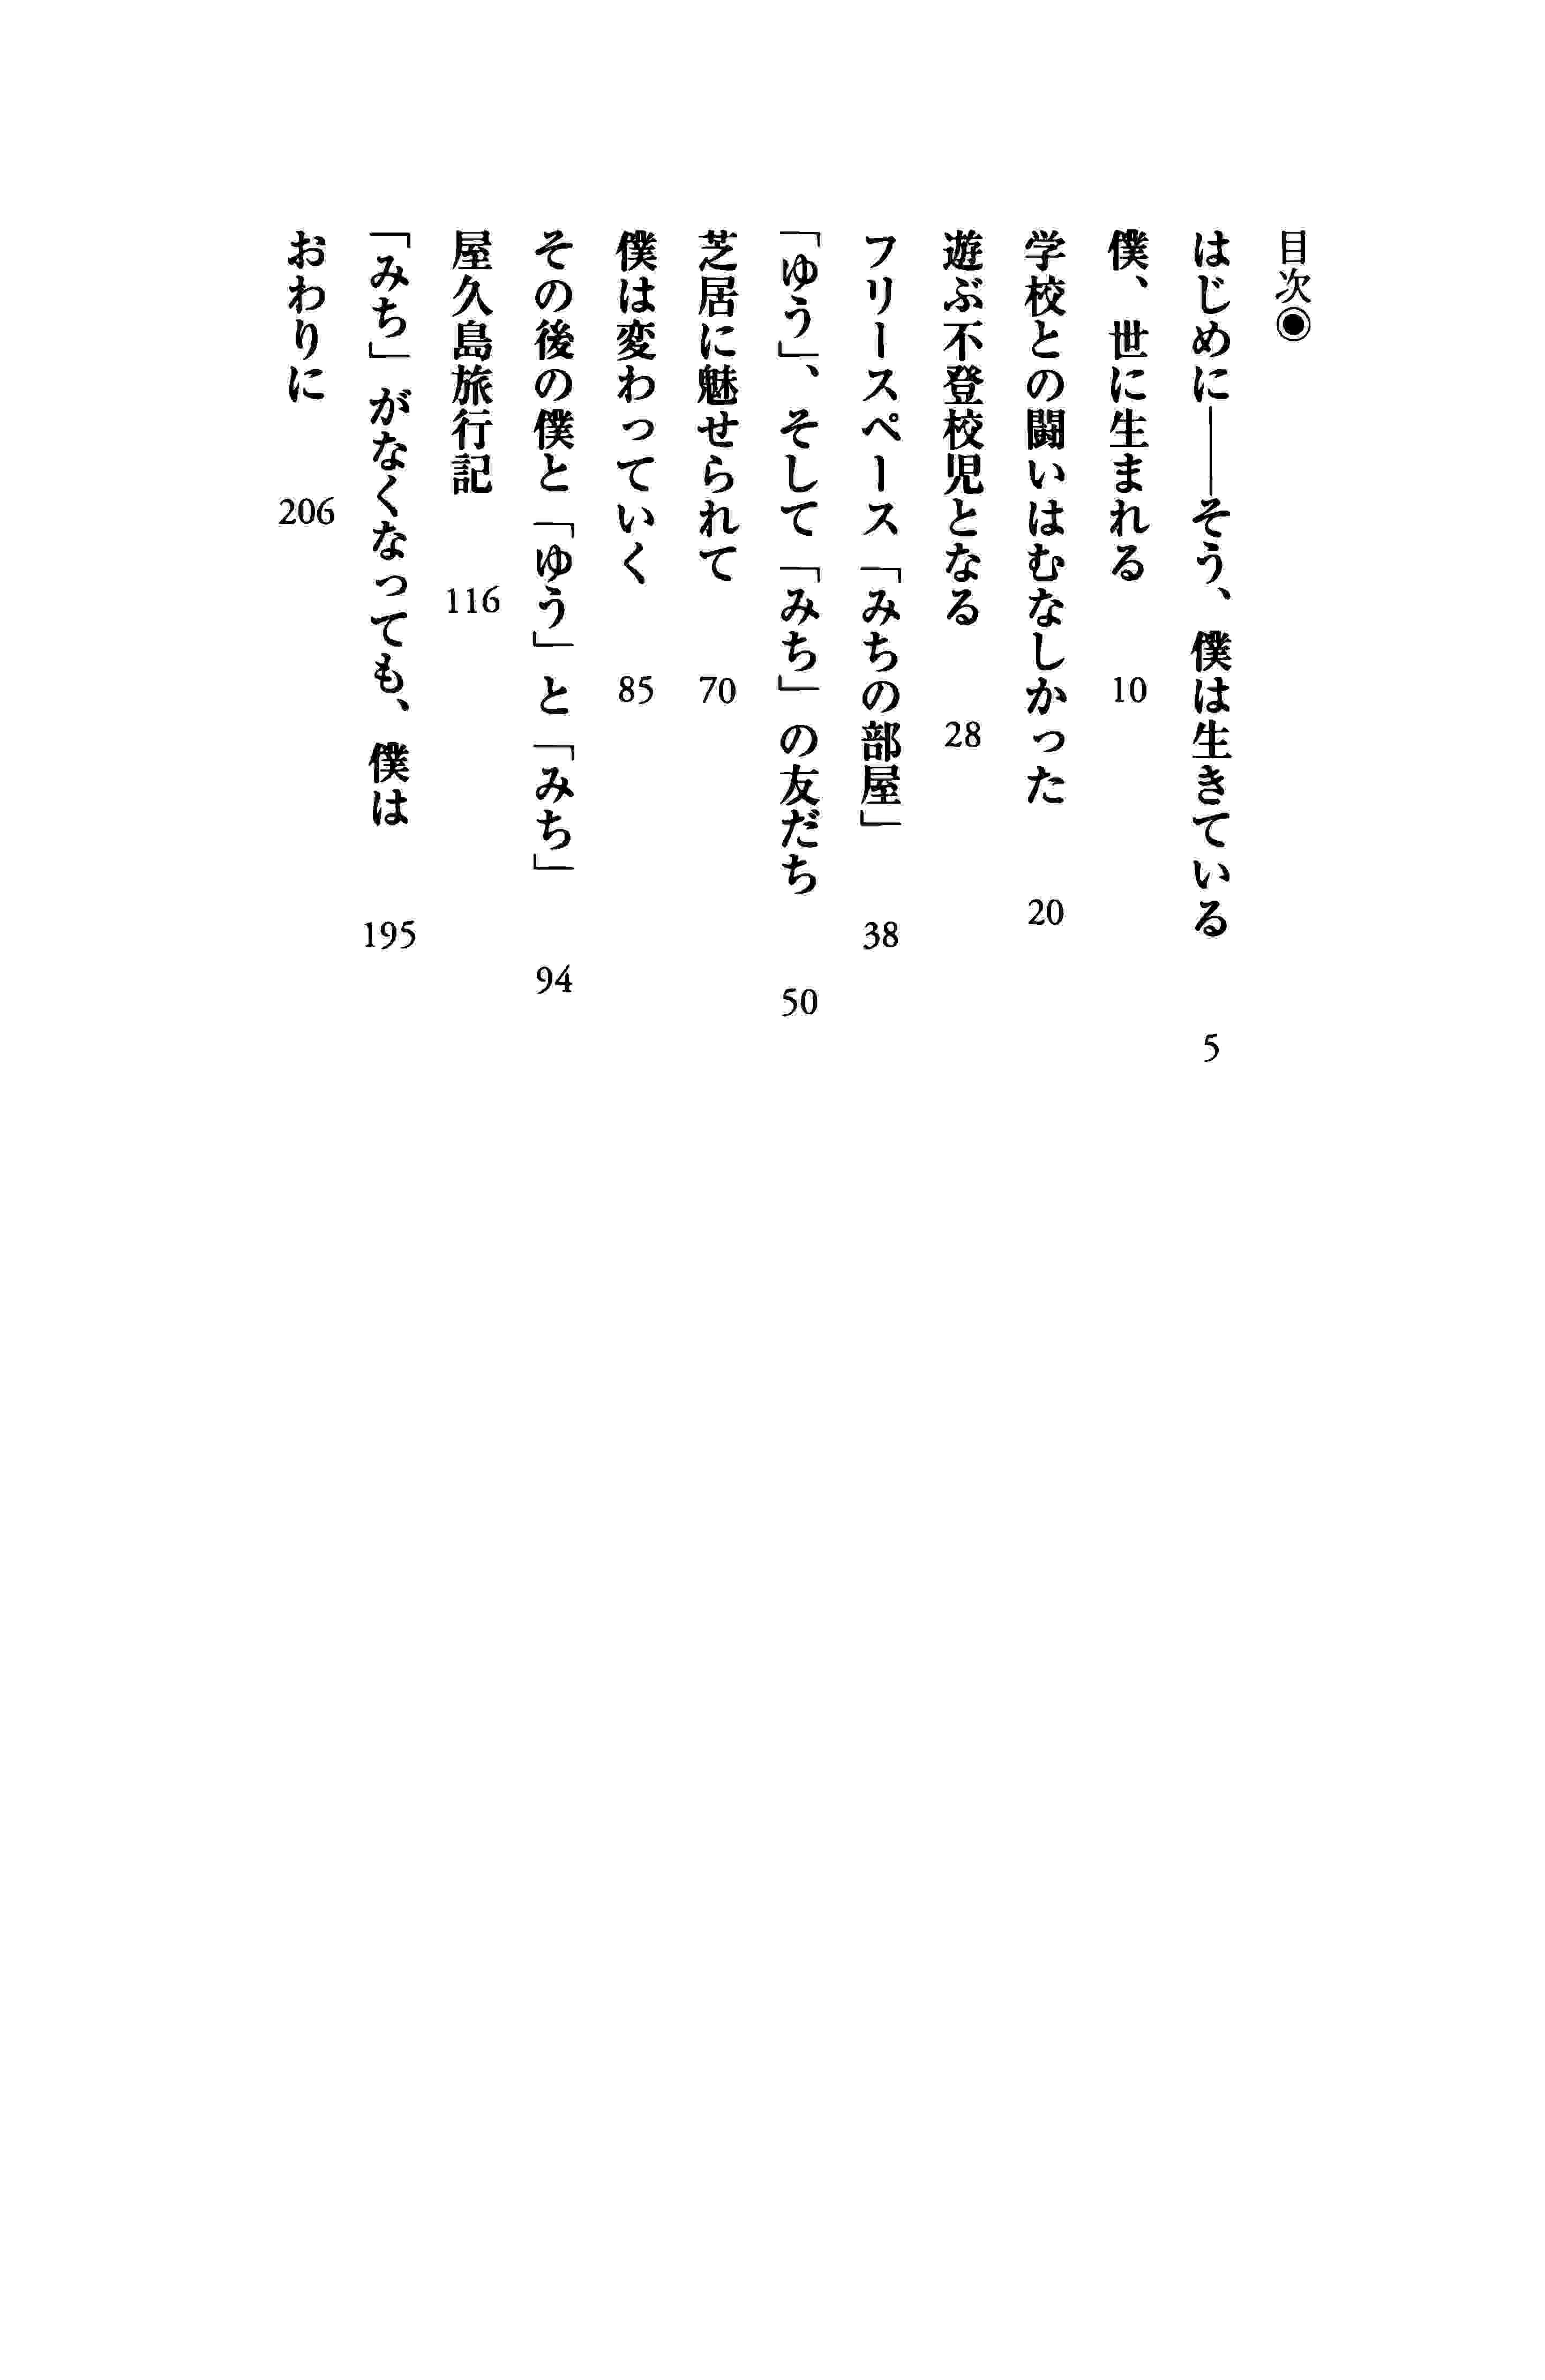 目次◉
はじめに――そう、僕は生きている 5
僕、世に生まれる 10
学校との闘いはむなしかった 20
遊ぶ不登校児となる 28
フリースペース「みちの部屋」 38
「ゆう」、そして「みち」の友だち 50
芝居に魅せられて 70
僕は変わっていく 85
その後の僕と「ゆう」と「みち」 94
屋久島旅行記 116
「みち」がなくなっても、僕は 195
おわりに 206